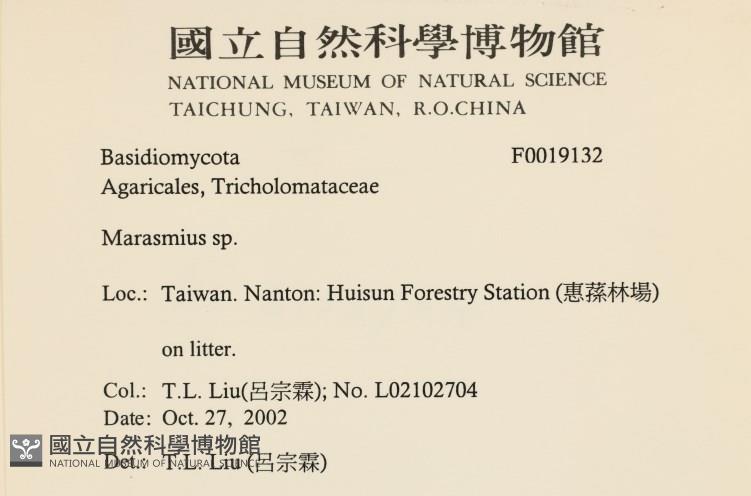 國立自然科學博物館
NATIONAL MUSEUM OF NATURAL SCIENCE
TAICHUNG, TAIWAN, R.O.CHINA
Basidiomycota F0019132
Agaricales, Tricholomataceae
Marasmius sp.
Loc.: Taiwan. Nanton: Huisun Forestry Station (惠蓀林場)
on litter.
Col.: T.L. Liu(呂宗霖); No. L02102704
Date: Oct. 27, 2002
國立自然科學博物館
NATIONAL MUSEUM OF NATURAL SCIENCE
Det.: T.L. Liu (呂宗霖)